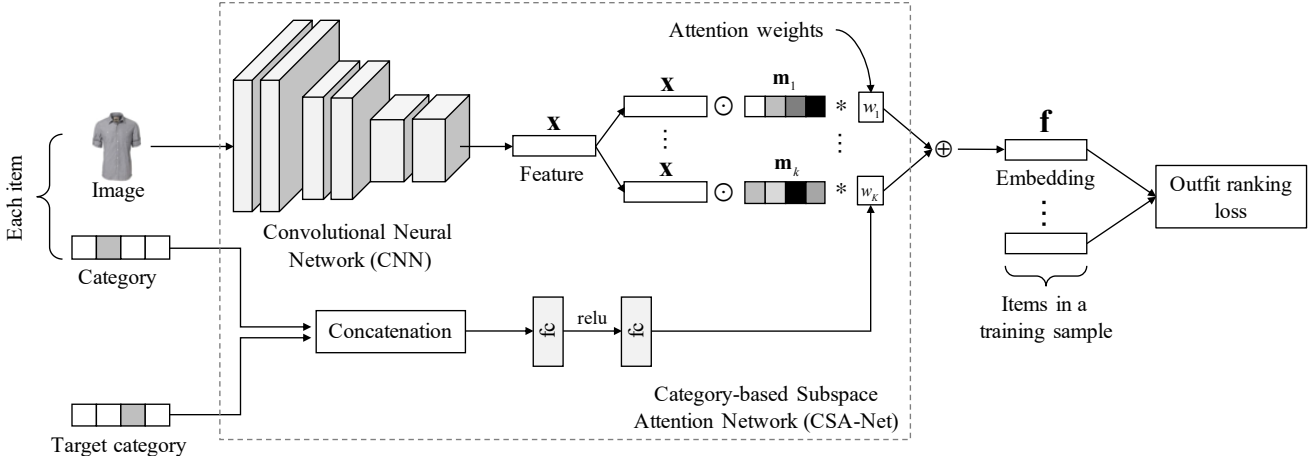 Each item
Image
Category
Target category
Convolutional Neural
Network (CNN)
Concatenation
fc
relu
fc
x
Feature
Attention weights
x
⊙
m₁
*
w₁
⋮
⋮
x
⊙
mₖ
*
w_K
⊕
Category-based Subspace
Attention Network (CSA-Net)
f
Embedding
⋮
Items in a
training sample
Outfit ranking
loss